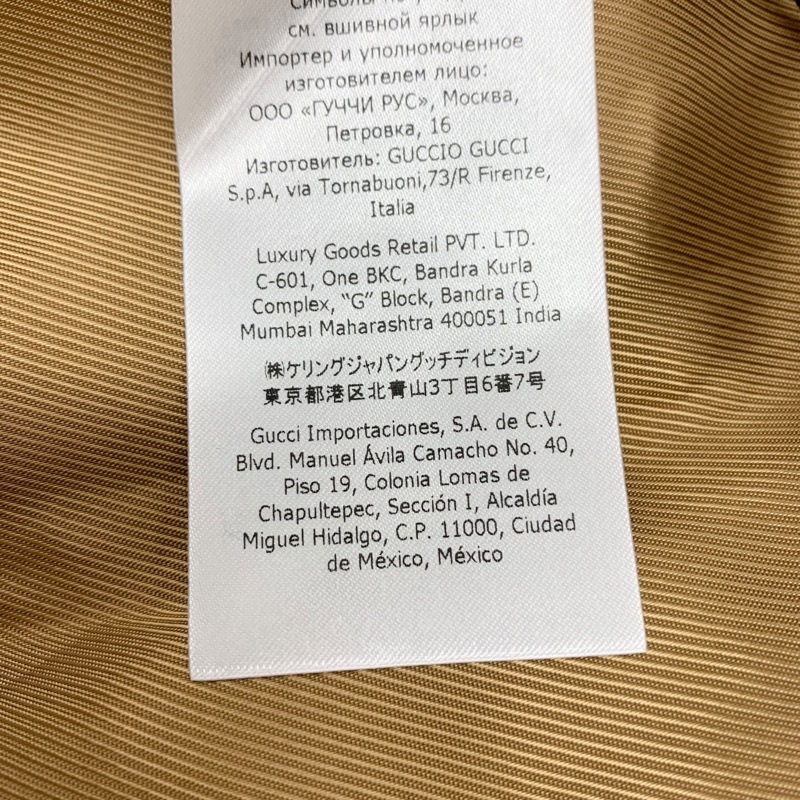 Символы по
см. вшивной ярлык
Импортер и уполномоченное
изготовителем лицо:
ООО «ГУЧЧИ РУС», Москва,
Петровка, 16
Изготовитель: GUCCIO GUCCI
S.p.A, via Tornabuoni,73/R Firenze,
Italia
Luxury Goods Retail PVT. LTD.
C-601, One BKC, Bandra Kurla
Complex, "G" Block, Bandra (E)
Mumbai Maharashtra 400051 India
㈱ケリングジャパングッチディビジョン
東京都港区北青山3丁目6番7号
Gucci Importaciones, S.A. de C.V.
Blvd. Manuel Ávila Camacho No. 40,
Piso 19, Colonia Lomas de
Chapultepec, Sección I, Alcaldía
Miguel Hidalgo, C.P. 11000, Ciudad
de México, México